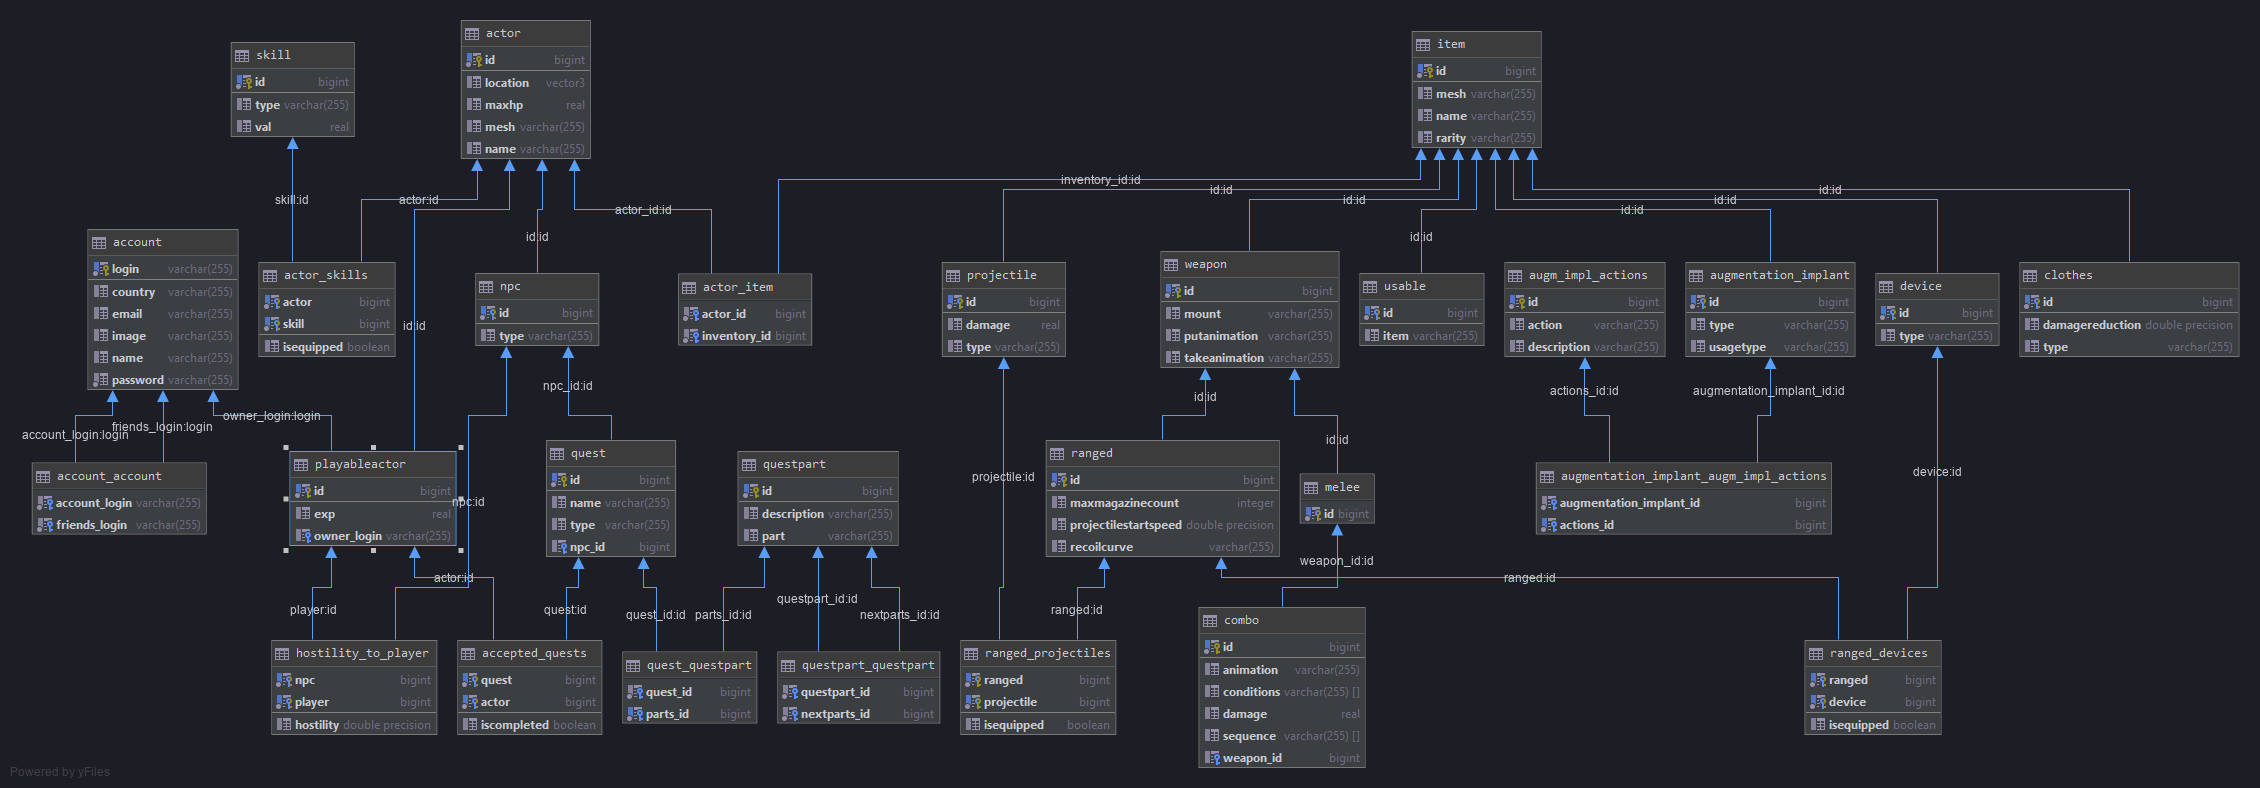 skill
id bigint
type varchar(255)
val real
actor
id bigint
location vector3
maxhp real
mesh varchar(255)
name varchar(255)
item
id bigint
mesh varchar(255)
name varchar(255)
rarity varchar(255)
skill:id
actor:id
id:id
id:id
actor_id:id
inventory_id:id
id:id
id:id
id:id
id:id
id:id
id:id
account
login varchar(255)
country varchar(255)
email varchar(255)
image varchar(255)
name varchar(255)
password varchar(255)
actor_skills
actor bigint
skill bigint
isequipped boolean
npc
id bigint
type varchar(255)
actor_item
actor_id bigint
inventory_id bigint
projectile
id bigint
damage real
type varchar(255)
weapon
id bigint
mount varchar(255)
putanimation varchar(255)
takeanimation varchar(255)
usable
id bigint
item varchar(255)
augm_impl_actions
id bigint
action varchar(255)
description varchar(255)
augmentation_implant
id bigint
type varchar(255)
usagetype varchar(255)
device
id bigint
type varchar(255)
clothes
id bigint
damagereduction double precision
type varchar(255)
account_login:login
friends_login:login
owner_login:login
npc_id:id
npc:id
id:id
id:id
actions_id:id
augmentation_implant_id:id
projectile:id
device:id
account_account
account_login varchar(255)
friends_login varchar(255)
playableactor
id bigint
exp real
owner_login varchar(255)
quest
id bigint
name varchar(255)
type varchar(255)
npc_id bigint
questpart
id bigint
description varchar(255)
part varchar(255)
ranged
id bigint
maxmagazinecount integer
projectilestartspeed double precision
recoilcurve varchar(255)
melee
id bigint
augmentation_implant_augm_impl_actions
augmentation_implant_id bigint
actions_id bigint
player:id
actor:id
quest:id
quest_id:id
parts_id:id
questpart_id:id
nextparts_id:id
ranged:id
weapon_id:id
ranged:id
hostility_to_player
npc bigint
player bigint
hostility double precision
accepted_quests
quest bigint
actor bigint
iscompleted boolean
quest_questpart
quest_id bigint
parts_id bigint
questpart_questpart
questpart_id bigint
nextparts_id bigint
ranged_projectiles
ranged bigint
projectile bigint
isequipped boolean
combo
id bigint
animation varchar(255)
conditions varchar(255) []
damage real
sequence varchar(255) []
weapon_id bigint
ranged_devices
ranged bigint
device bigint
isequipped boolean
Powered by yFiles